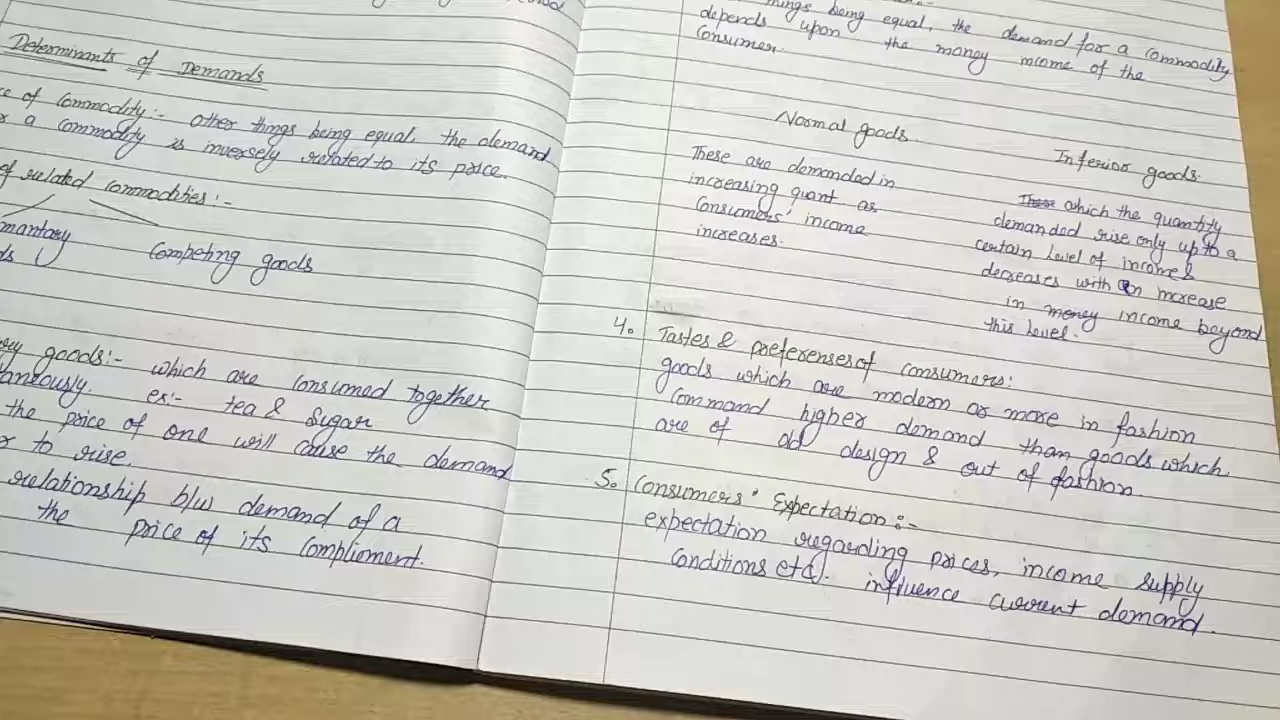 Determinants of Demands
ce of Commodity:- other things being equal, the demand
a commodity is inversely related to its price.
of related commodities:-
mantary
Competing goods
ds
ry goods:- which are consumed together
taneously. ex:- tea & Sugar
the price of one will cause the demand
r to rise.
relationship b/w demand of a
the price of its Compliement.
things being equal, the demand for a commodity
depends upon the money income of the
Consumer.
Normal goods.
These are demanded in
increasing quant as
Consumers' income
increases.
Inferior goods.
which the quantity
demanded rise only up to a
certain level of income &
decreases with an increase
in money income beyond
this level.
4. Tastes & preferenses of consumers:
goods which are modern or more in fashion
Command higher demand than goods which
are of old design & out of fashion.
5. Consumers' Expectation:-
expectation regarding prices, income supply
Conditions etc). influence current demand.